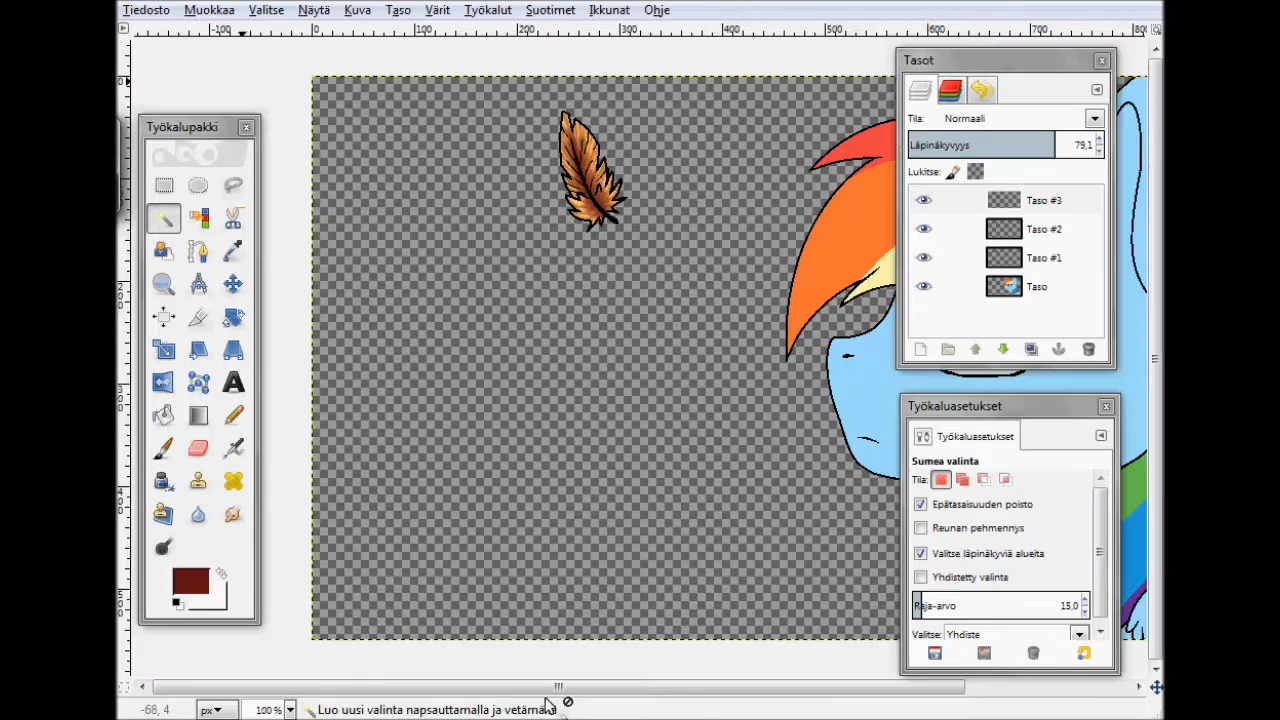 Tiedosto Muokkaa Valitse Näytä Kuva Taso Värit Työkalut Suotimet Ikkunat Ohje
-100 0 100 200 300 400 500 600 700 800
Työkalupakki
Tasot
Tila: Normaali
Läpinäkyvyys 79,1
Lukitse:
Taso #3
Taso #2
Taso #1
Taso
Työkaluasetukset
Työkaluasetukset
Sumea valinta
Tila:
Epätasaisuuden poisto
Reunan pehmennys
Valitse läpinäkyviä alueita
Yhdistetty valinta
Raja-arvo 15,0
Valitse: Yhdiste
-68, 4 px 100 % Luo uusi valinta napsauttamalla ja vetämällä